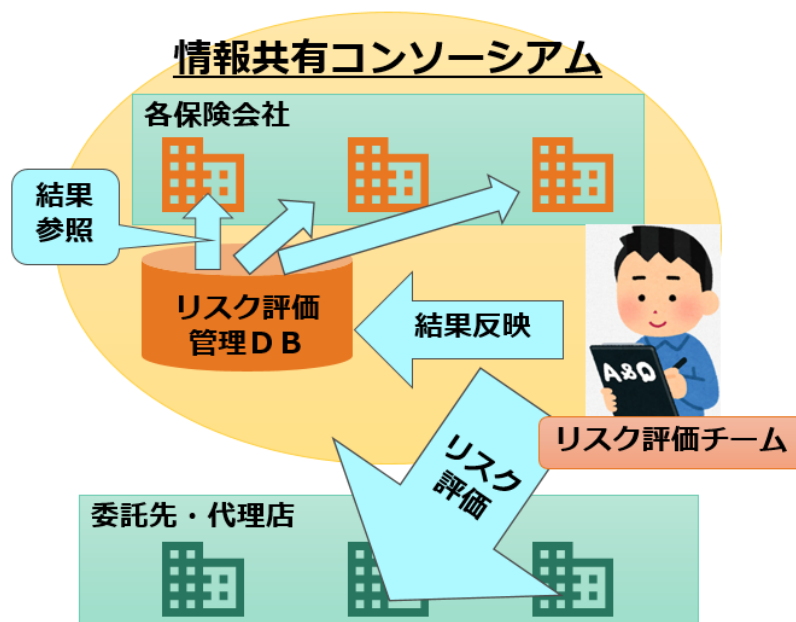 情報共有コンソーシアム
各保険会社
結果
参照
リスク評価
管理ＤＢ
結果反映
A&Q
リスク評価チーム
リスク
評価
委託先・代理店